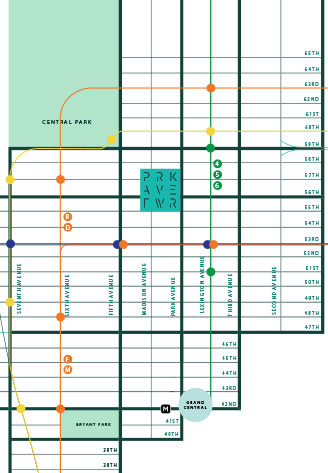 65TH
64TH
63RD
62ND
61ST
60TH
59TH
58TH
57TH
56TH
55TH
54TH
53RD
52ND
51ST
50TH
49TH
48TH
47TH
46TH
45TH
44TH
43RD
42ND
41ST
40TH
39TH
38TH
CENTRAL PARK
PRK
AVE
TWR
4
5
6
B
D
F
M
SEVENTH AVENUE
SIXTH AVENUE
FIFTH AVENUE
MADISON AVENUE
PARK AVENUE
LEXINGTON AVENUE
THIRD AVENUE
SECOND AVENUE
M
GRAND
CENTRAL
BRYANT PARK